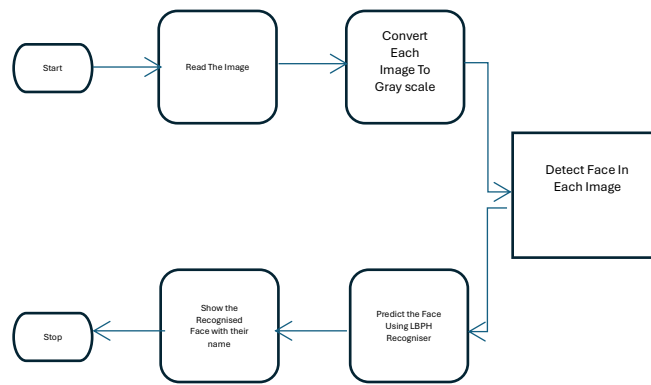 Start
Read The Image
Convert
Each
Image To
Gray scale
Detect Face In
Each Image
Predict the Face
Using LBPH
Recogniser
Show the
Recognised
Face with their
name
Stop